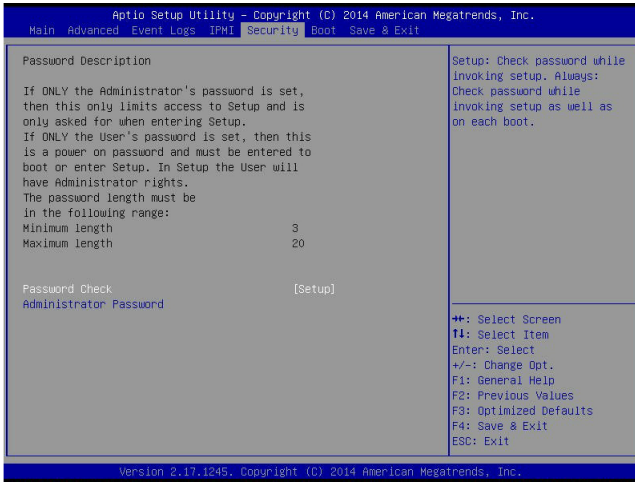 Aptio Setup Utility – Copyright (C) 2014 American Megatrends, Inc.
Main Advanced Event Logs IPMI Security Boot Save & Exit
Password Description
If ONLY the Administrator's password is set,
then this only limits access to Setup and is
only asked for when entering Setup.
If ONLY the User's password is set, then this
is a power on password and must be entered to
boot or enter Setup. In Setup the User will
have Administrator rights.
The password length must be
in the following range:
Minimum length 3
Maximum length 20
Password Check [Setup]
Administrator Password
Setup: Check password while
invoking setup. Always:
Check password while
invoking setup as well as
on each boot.
→←: Select Screen
↑↓: Select Item
Enter: Select
+/-: Change Opt.
F1: General Help
F2: Previous Values
F3: Optimized Defaults
F4: Save & Exit
ESC: Exit
Version 2.17.1245. Copyright (C) 2014 American Megatrends, Inc.